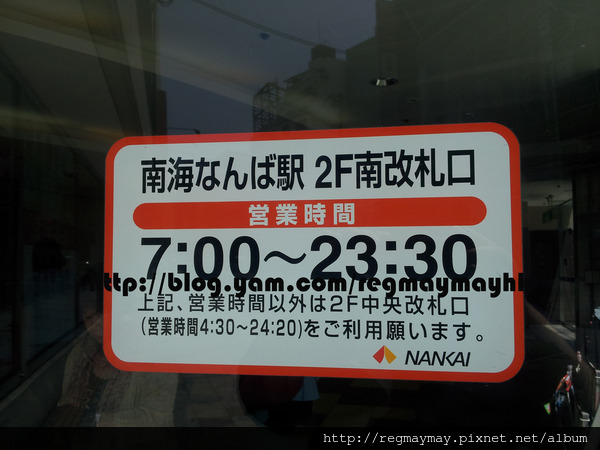 南海なんば駅 2F南改札口
営業時間
7:00～23:30
http://blog.yam.com/regmaymayhl
上記、営業時間以外は2F中央改札口
(営業時間4:30～24:20)をご利用願います。
NANKAI
http://regmaymay.pixnet.net/album